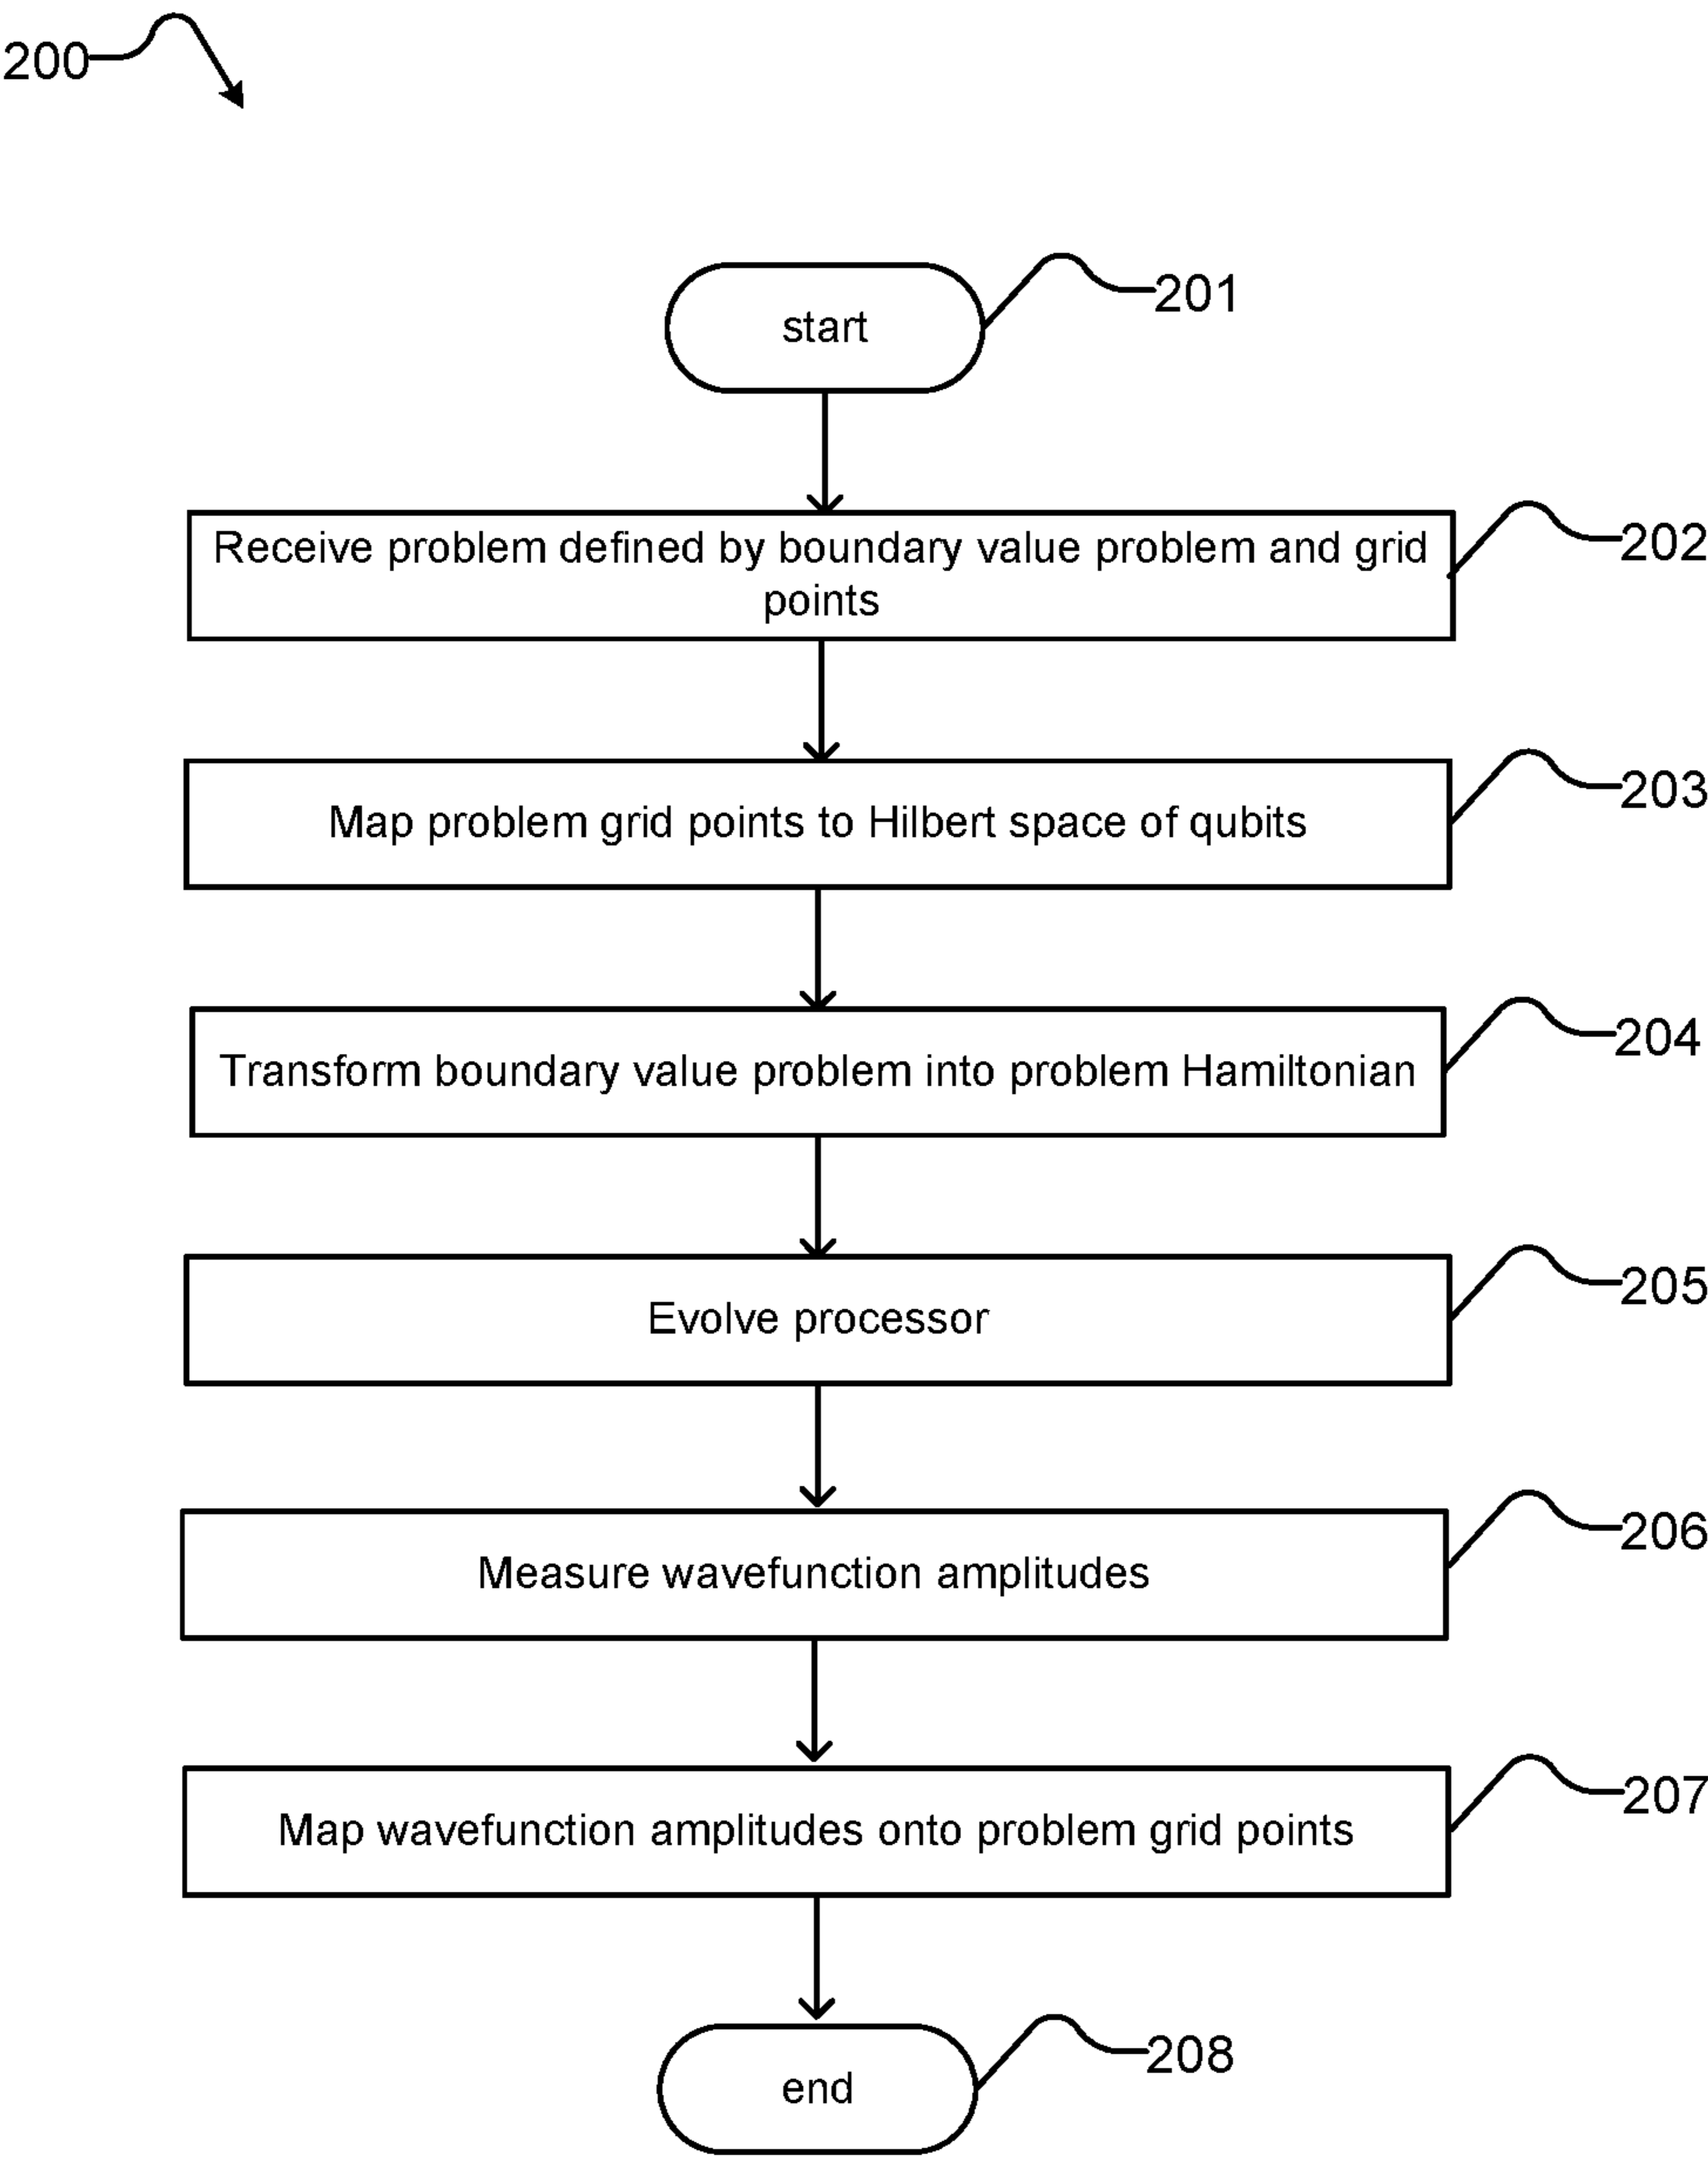 200
start
201
Receive problem defined by boundary value problem and grid
points
202
Map problem grid points to Hilbert space of qubits
203
Transform boundary value problem into problem Hamiltonian
204
Evolve processor
205
Measure wavefunction amplitudes
206
Map wavefunction amplitudes onto problem grid points
207
end
208